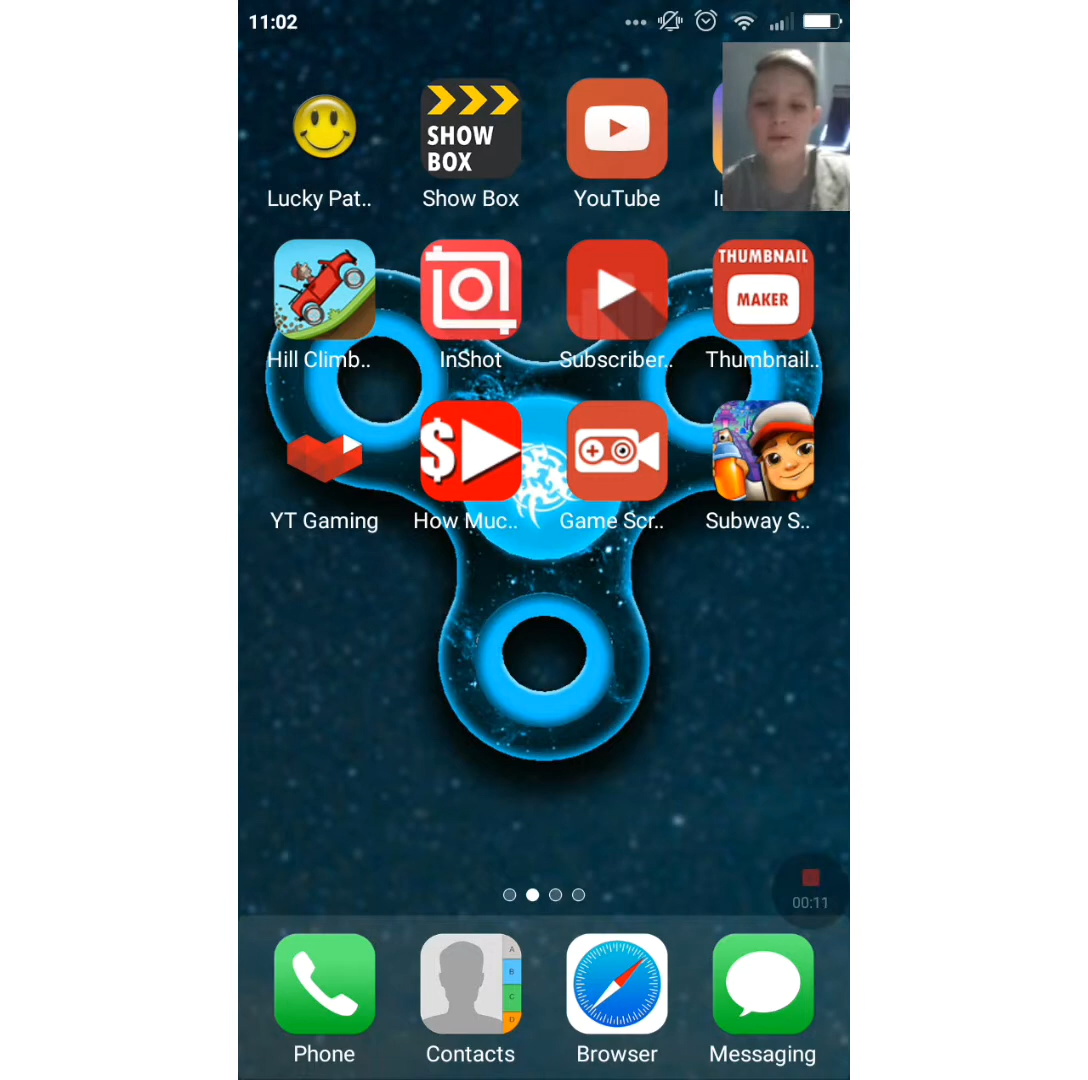 11:02
SHOW
BOX
Lucky Pat..
Show Box
YouTube
THUMBNAIL
MAKER
Hill Climb..
InShot
Subscriber..
Thumbnail..
$
YT Gaming
How Muc..
Game Scr..
Subway S..
00:11
A
B
C
D
Phone
Contacts
Browser
Messaging